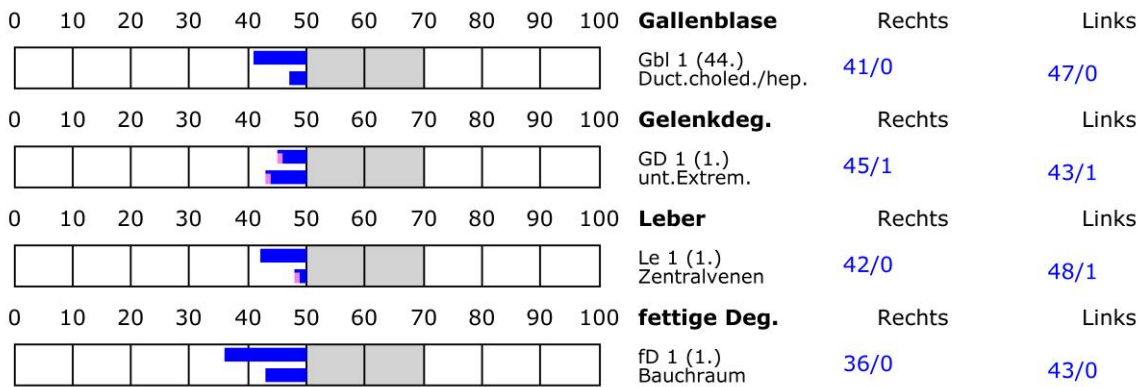 0 10 20 30 40 50 60 70 80 90 100 Gallenblase Rechts Links
Gbl 1 (44.) 41/0 47/0
Duct.choled./hep.
0 10 20 30 40 50 60 70 80 90 100 Gelenkdeg. Rechts Links
GD 1 (1.) 45/1 43/1
unt.Extrem.
0 10 20 30 40 50 60 70 80 90 100 Leber Rechts Links
Le 1 (1.) 42/0 48/1
Zentralvenen
0 10 20 30 40 50 60 70 80 90 100 fettige Deg. Rechts Links
fD 1 (1.) 36/0 43/0
Bauchraum